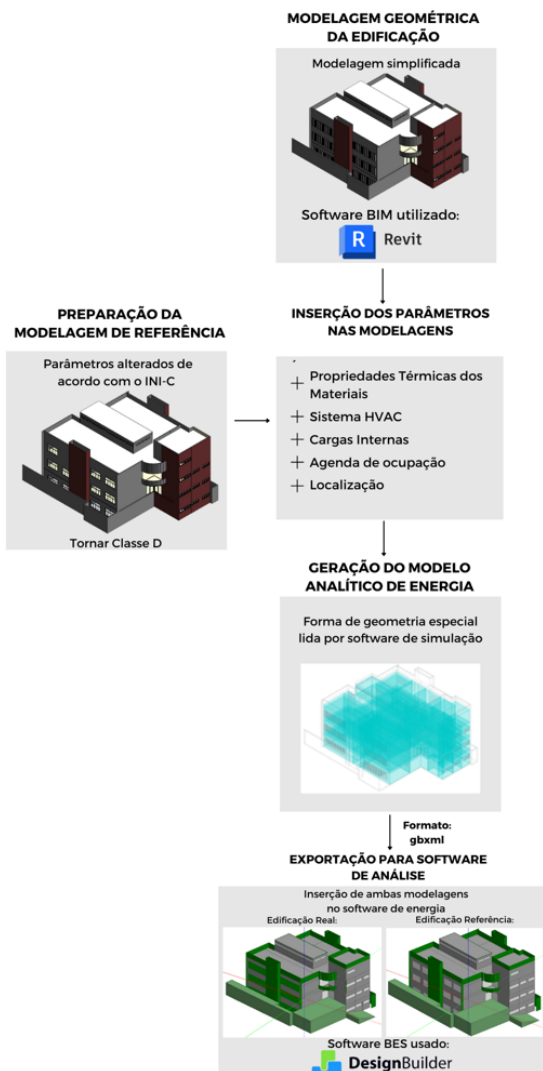 MODELAGEM GEOMÉTRICA
DA EDIFICAÇÃO
Modelagem simplificada
Software BIM utilizado:
R Revit
PREPARAÇÃO DA
MODELAGEM DE REFERÊNCIA
Parâmetros alterados de
acordo com o INI-C
Tornar Classe D
INSERÇÃO DOS PARÂMETROS
NAS MODELAGENS
+ Propriedades Térmicas dos
Materiais
+ Sistema HVAC
+ Cargas Internas
+ Agenda de ocupação
+ Localização
GERAÇÃO DO MODELO
ANALÍTICO DE ENERGIA
Forma de geometria especial
lida por software de simulação
Formato:
gbxml
EXPORTAÇÃO PARA SOFTWARE
DE ANÁLISE
Inserção de ambas modelagens
no software de energia
Edificação Real:
Edificação Referência:
Software BES usado:
DesignBuilder